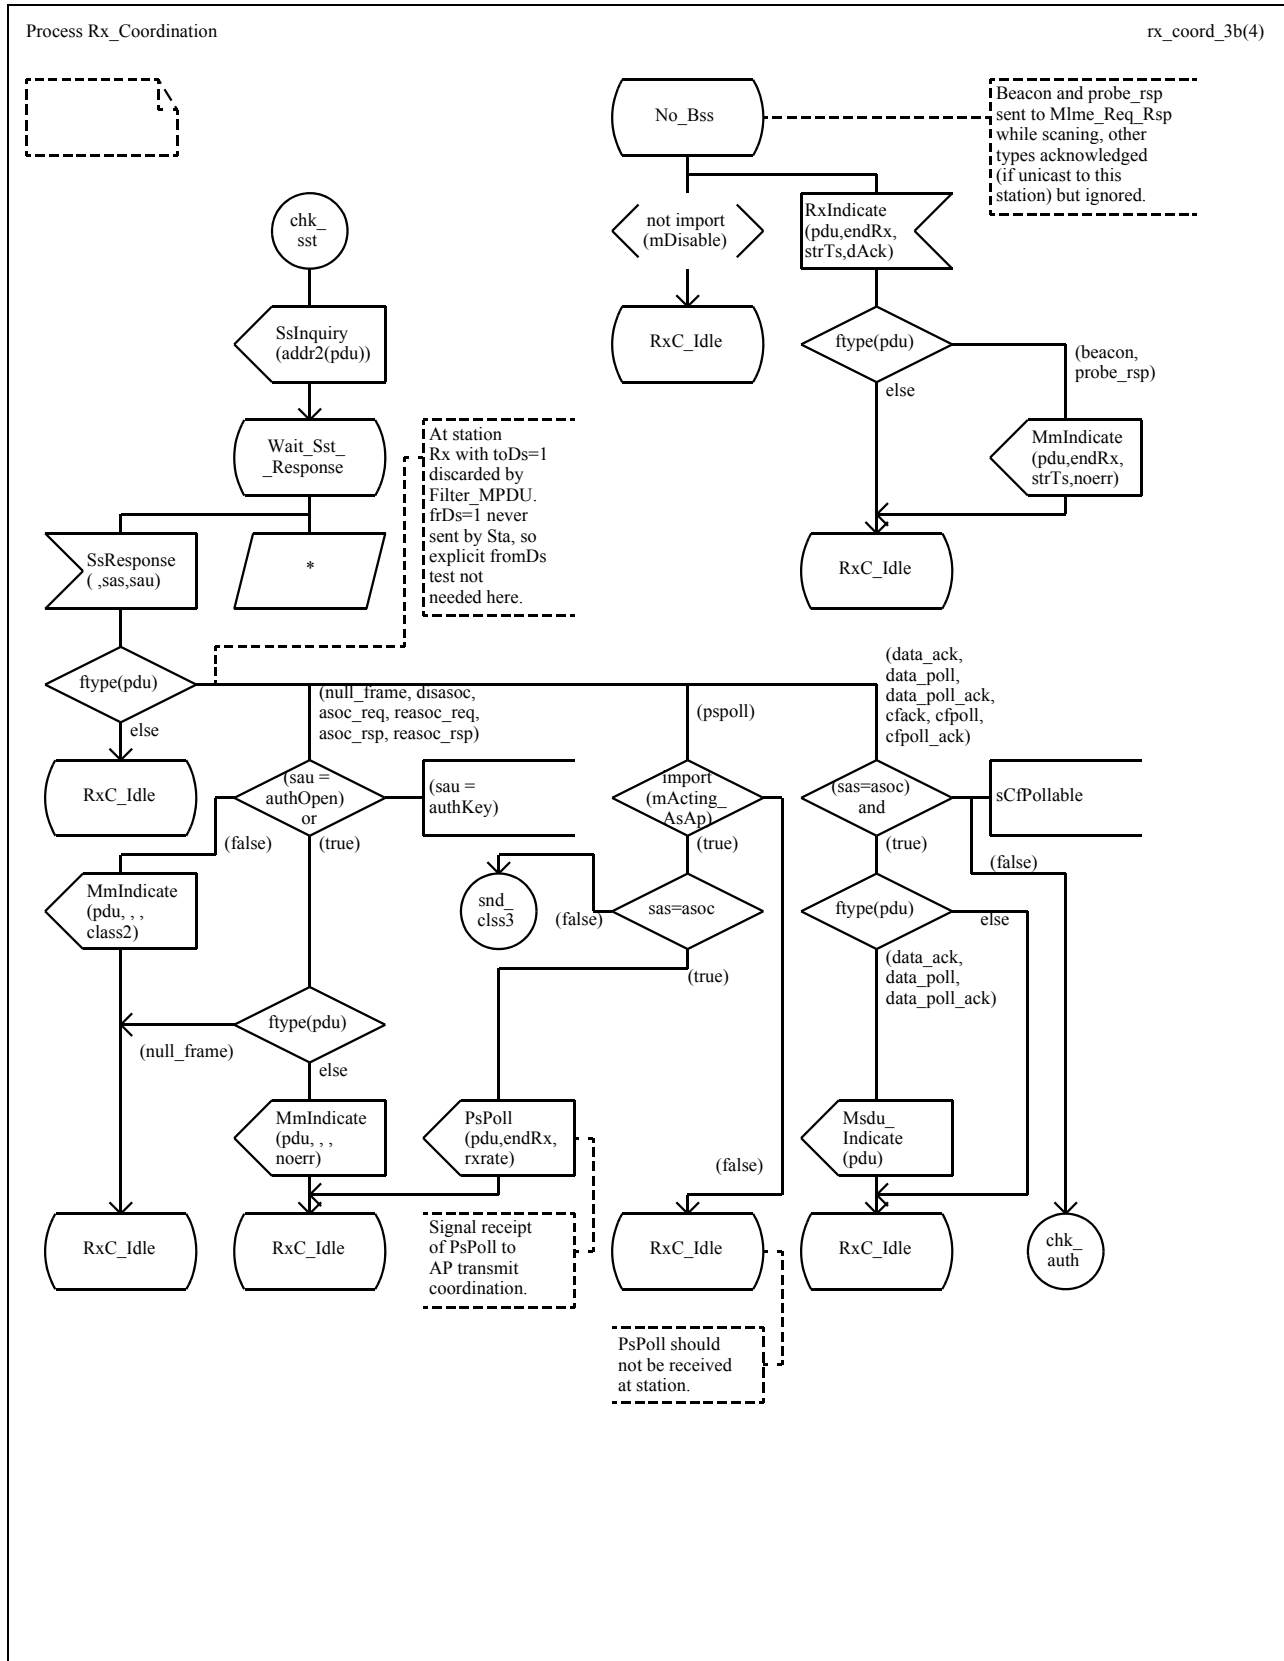 Process Rx_Coordination
rx_coord_3b(4)
No_Bss
Beacon and probe_rsp
sent to Mlme_Req_Rsp
while scaning, other
types acknowledged
(if unicast to this
station) but ignored.
chk_
sst
not import
(mDisable)
RxIndicate
(pdu,endRx,
strTs,dAck)
SsInquiry
(addr2(pdu))
RxC_Idle
ftype(pdu)
(beacon,
probe_rsp)
else
Wait_Sst_
_Response
At station
Rx with toDs=1
discarded by
Filter_MPDU.
frDs=1 never
sent by Sta, so
explicit fromDs
test not
needed here.
MmIndicate
(pdu,endRx,
strTs,noerr)
SsResponse
( ,sas,sau)
*
RxC_Idle
ftype(pdu)
else
(null_frame, disasoc,
asoc_req, reasoc_req,
asoc_rsp, reasoc_rsp)
(pspoll)
(data_ack,
data_poll,
data_poll_ack,
cfack, cfpoll,
cfpoll_ack)
RxC_Idle
(sau =
authOpen)
or
(sau =
authKey)
import
(mActing_
AsAp)
(sas=asoc)
and
sCfPollable
(false)
(true)
(true)
(true)
(false)
MmIndicate
(pdu, , ,
class2)
snd_
clss3
(false)
sas=asoc
(true)
ftype(pdu)
else
(data_ack,
data_poll,
data_poll_ack)
ftype(pdu)
(null_frame)
else
MmIndicate
(pdu, , ,
noerr)
PsPoll
(pdu,endRx,
rxrate)
(false)
Msdu_
_Indicate
(pdu)
RxC_Idle
RxC_Idle
Signal receipt
of PsPoll to
AP transmit
coordination.
RxC_Idle
RxC_Idle
chk_
auth
PsPoll should
not be received
at station.